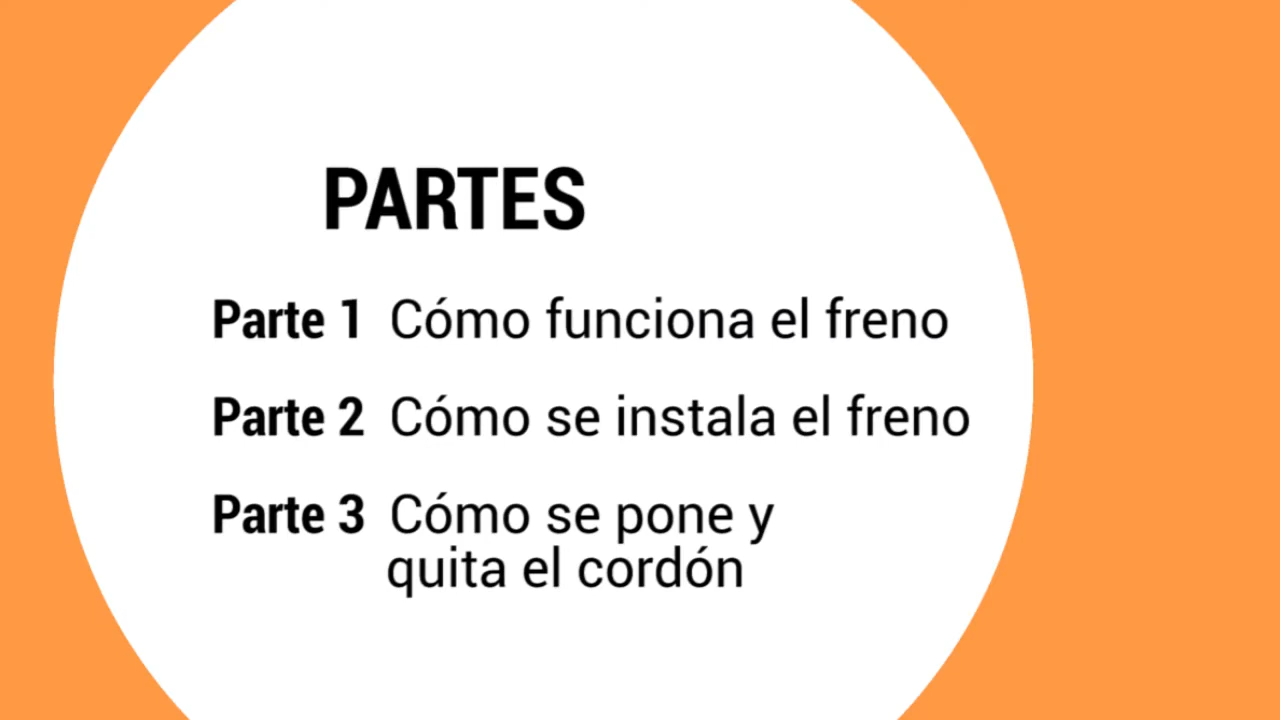 PARTES
Parte 1 Cómo funciona el freno
Parte 2 Cómo se instala el freno
Parte 3 Cómo se pone y
quita el cordón